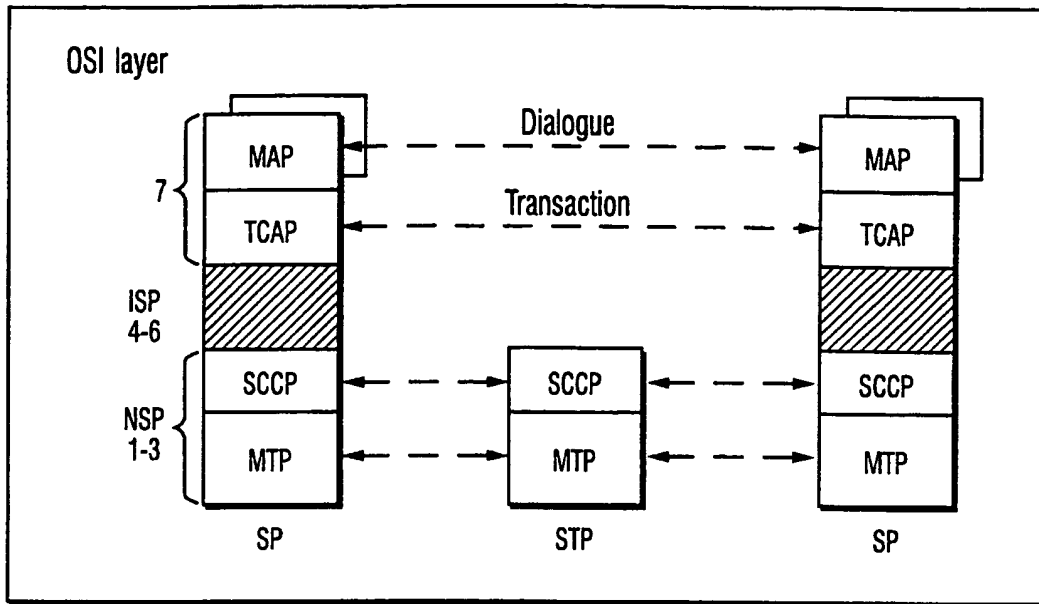 OSI layer
Dialogue
MAP
MAP
7
Transaction
TCAP
TCAP
ISP
4-6
SCCP
SCCP
SCCP
NSP
1-3
MTP
MTP
MTP
SP
STP
SP